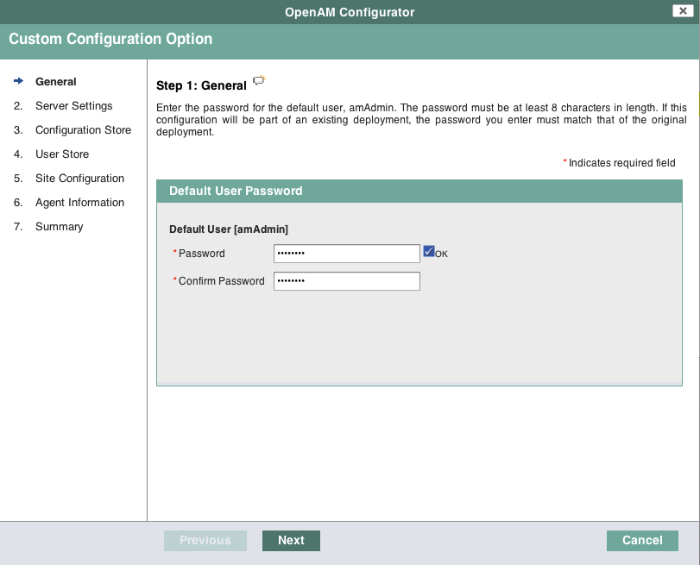 OpenAM Configurator
Custom Configuration Option
General
2. Server Settings
3. Configuration Store
4. User Store
5. Site Configuration
6. Agent Information
7. Summary
Step 1: General
Enter the password for the default user, amAdmin. The password must be at least 8 characters in length. If this
configuration will be part of an existing deployment, the password you enter must match that of the original
deployment.
* Indicates required field
Default User Password
Default User [amAdmin]
* Password •••••••• OK
* Confirm Password ••••••••
Previous Next Cancel